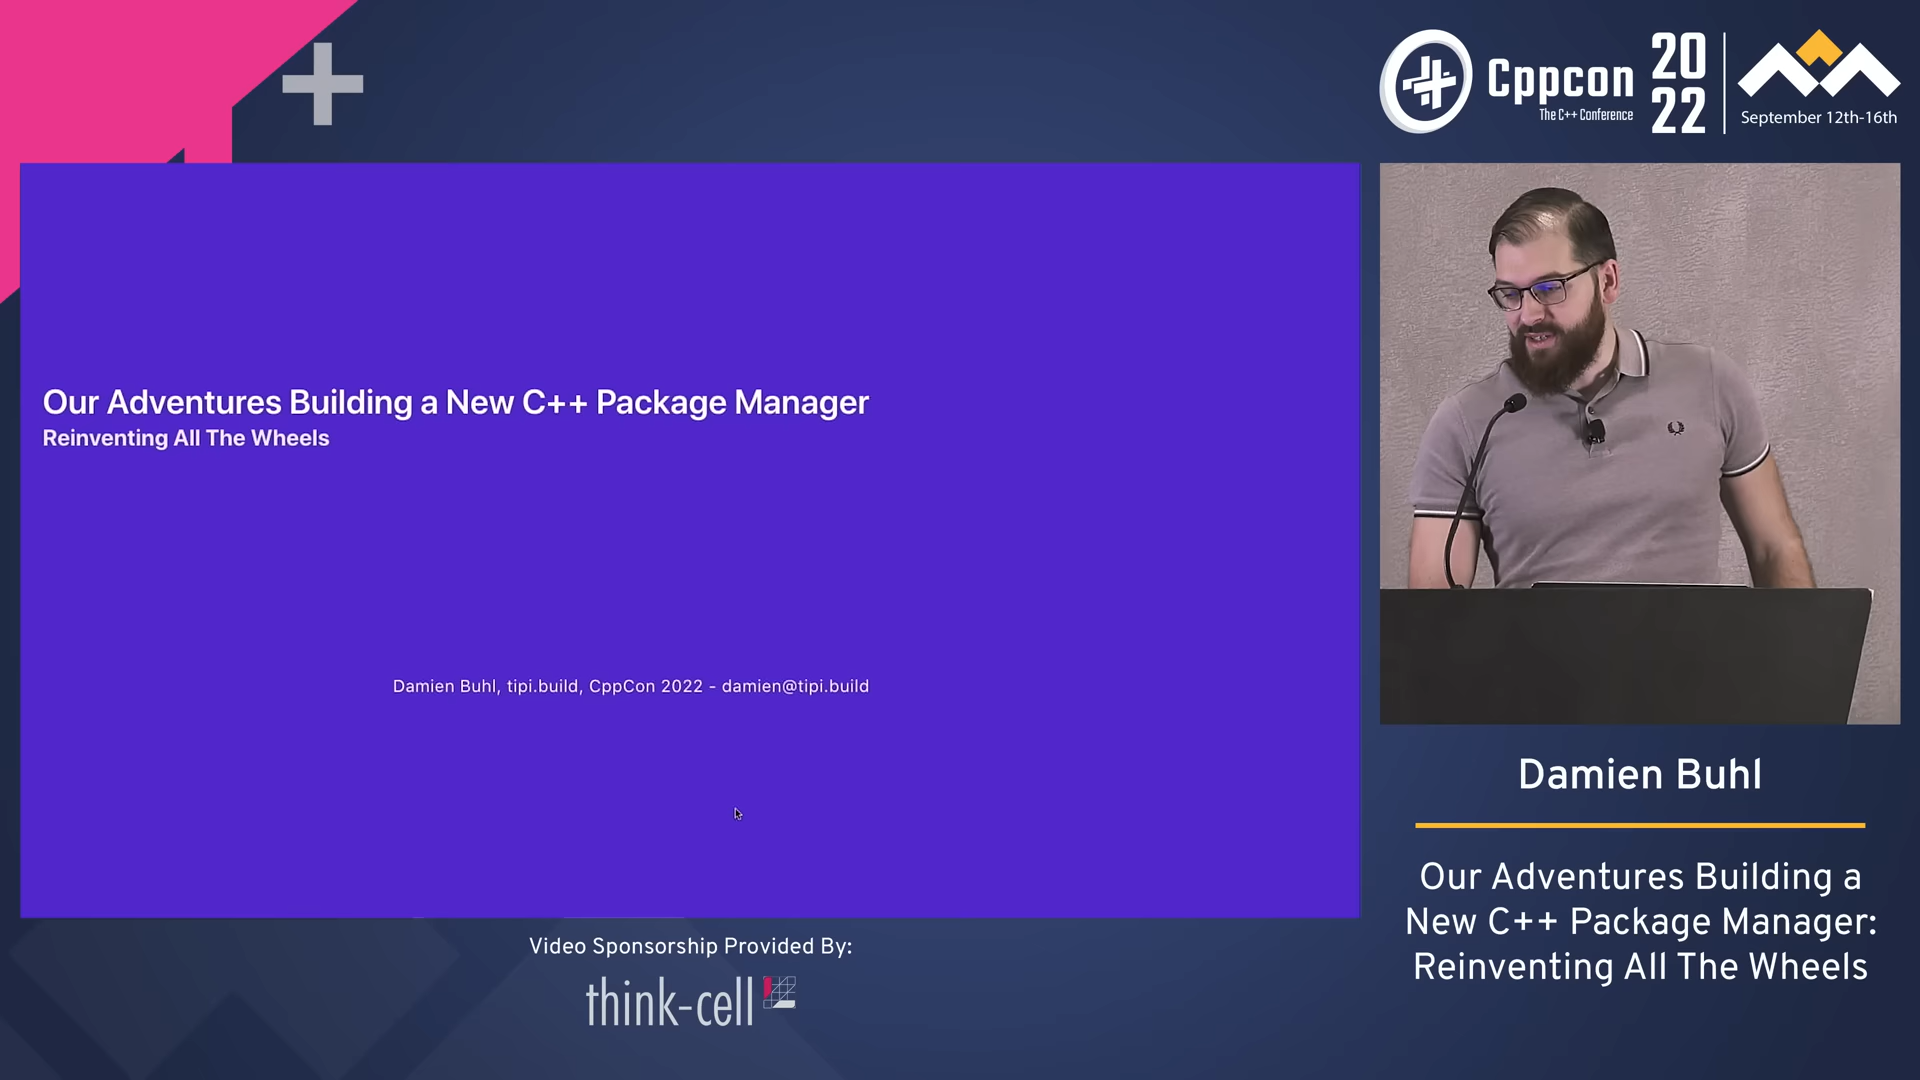 Cppcon
The C++ Conference
20
22
September 12th-16th
Our Adventures Building a New C++ Package Manager
Reinventing All The Wheels
Damien Buhl, tipi.build, CppCon 2022 - damien@tipi.build
Damien Buhl
Our Adventures Building a
New C++ Package Manager:
Reinventing All The Wheels
Video Sponsorship Provided By:
think-cell